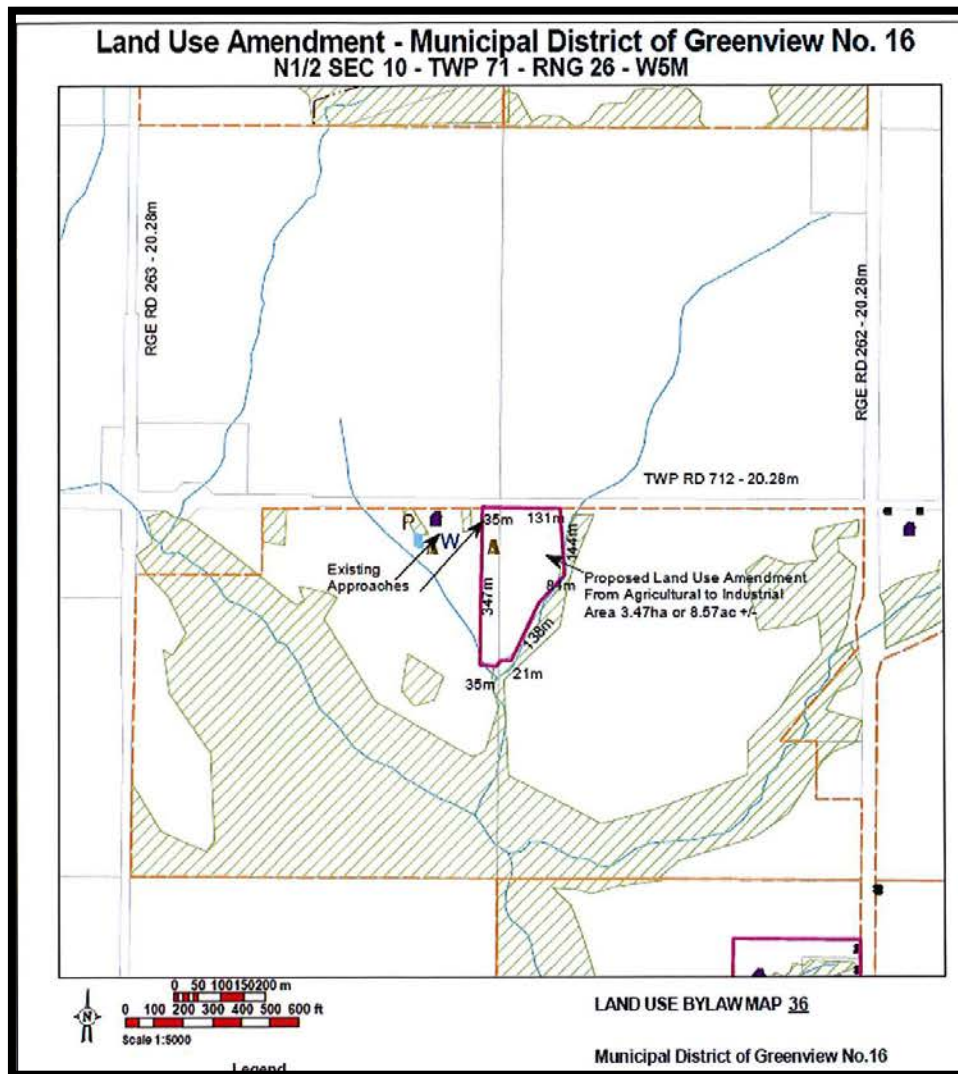 Land Use Amendment - Municipal District of Greenview No. 16
N1/2 SEC 10 - TWP 71 - RNG 26 - W5M
RGE RD 263 - 20.28m
RGE RD 262 - 20.28m
TWP RD 712 - 20.28m
P
W
35m
131m
144m
Existing
Approaches
347m
81m
Proposed Land Use Amendment
From Agricultural to Industrial
Area 3.47ha or 8.57ac +/-
138m
35m
21m
0 50 100150200 m
0 100 200 300 400 500 600 ft
N
Scale 1:5000
LAND USE BYLAW MAP 36
Legend
Municipal District of Greenview No.16